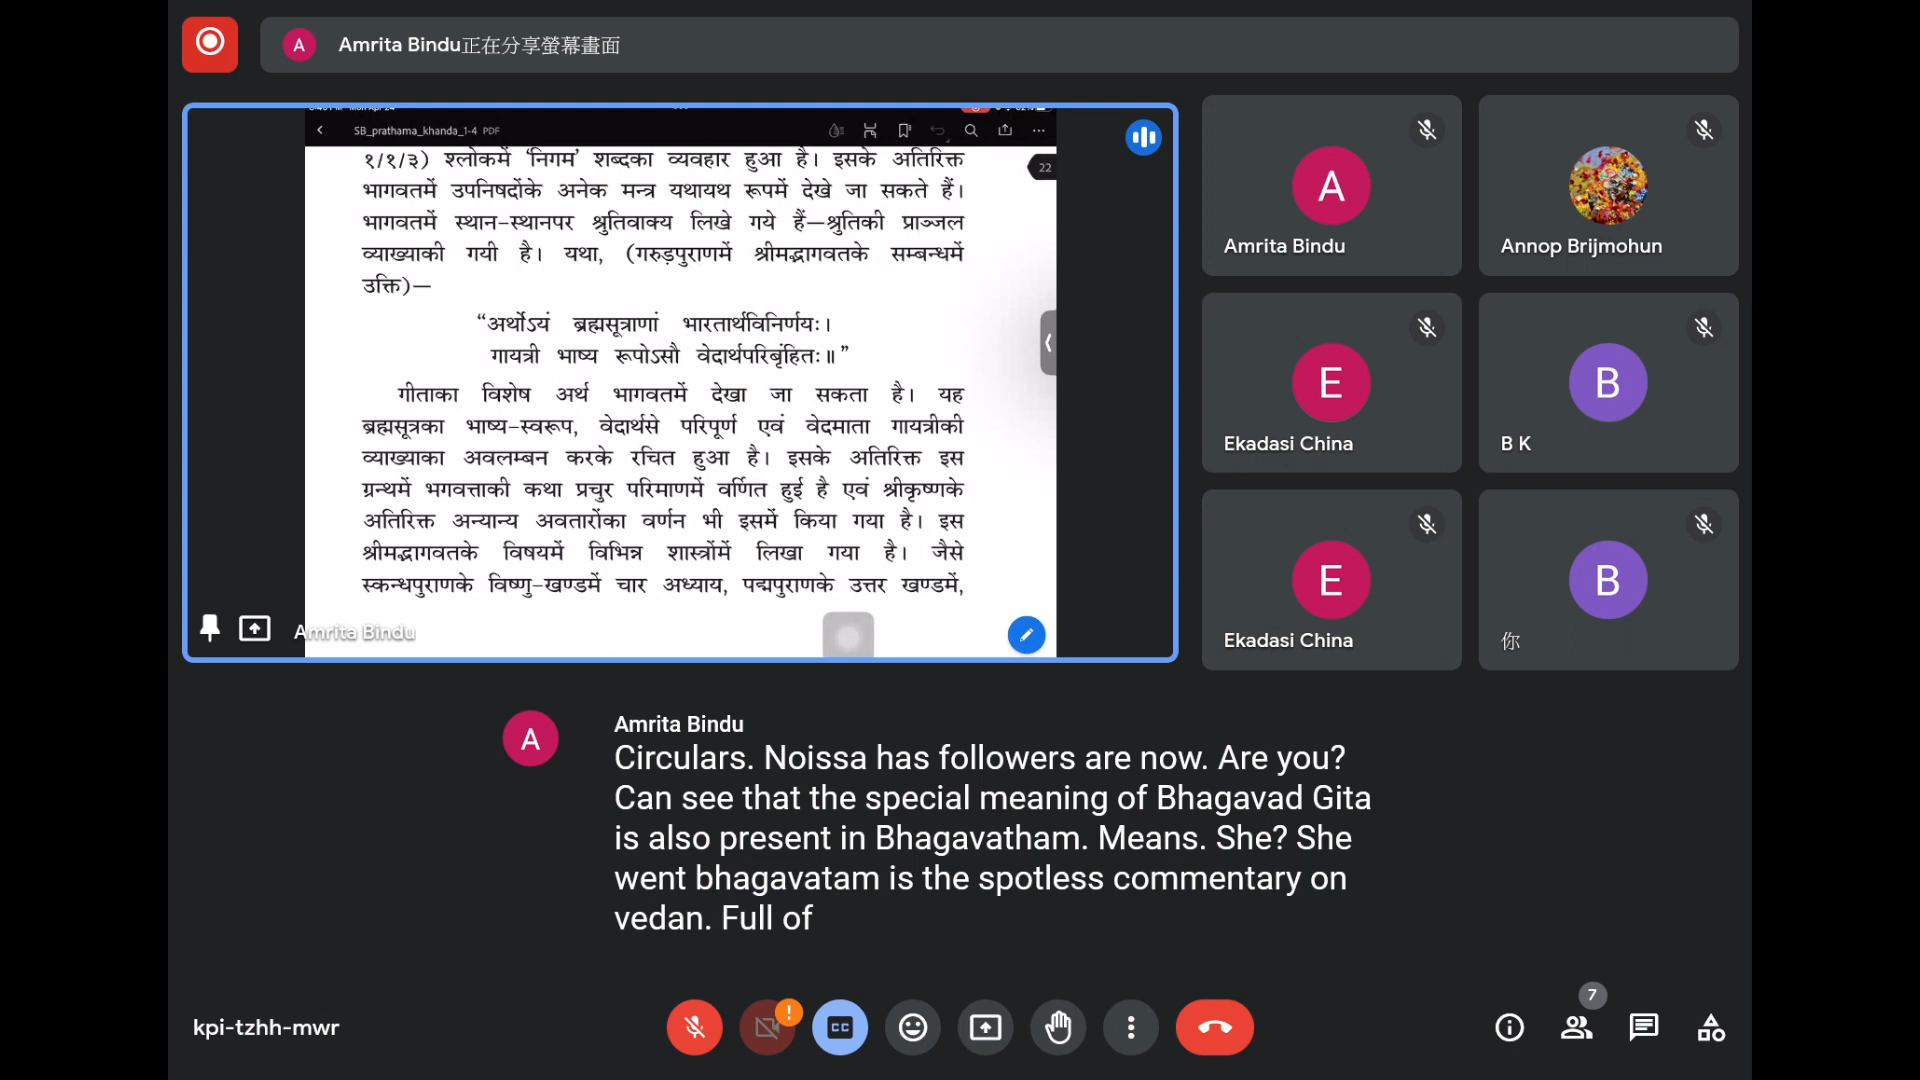 A Amrita Bindu正在分享螢幕畫面
SB_prathama_khanda_1-4 PDF
22
१/१/३) श्लोकमें ‘निगम’ शब्दका व्यवहार हुआ है। इसके अतिरिक्त
भागवतमें उपनिषदोंके अनेक मन्त्र यथायथ रूपमें देखे जा सकते हैं।
भागवतमें स्थान-स्थानपर श्रुतिवाक्य लिखे गये हैं—श्रुतिकी प्राञ्जल
व्याख्याकी गयी है। यथा, (गरुड़पुराणमें श्रीमद्भागवतके सम्बन्धमें
उक्ति)—
“अर्थोऽयं ब्रह्मसूत्राणां भारतार्थविनिर्णयः।
गायत्री भाष्य रूपोऽसौ वेदार्थपरिबृंहितः॥”
गीताका विशेष अर्थ भागवतमें देखा जा सकता है। यह
ब्रह्मसूत्रका भाष्य-स्वरूप, वेदार्थसे परिपूर्ण एवं वेदमाता गायत्रीकी
व्याख्याका अवलम्बन करके रचित हुआ है। इसके अतिरिक्त इस
ग्रन्थमें भगवत्ताकी कथा प्रचुर परिमाणमें वर्णित हुई है एवं श्रीकृष्णके
अतिरिक्त अन्यान्य अवतारोंका वर्णन भी इसमें किया गया है। इस
श्रीमद्भागवतके विषयमें विभिन्न शास्त्रोंमें लिखा गया है। जैसे
स्कन्धपुराणके विष्णु-खण्डमें चार अध्याय, पद्मपुराणके उत्तर खण्डमें,
Amrita Bindu
A
Amrita Bindu
Annop Brijmohun
E
Ekadasi China
B
B K
E
Ekadasi China
B
你
A
Amrita Bindu
Circulars. Noissa has followers are now. Are you?
Can see that the special meaning of Bhagavad Gita
is also present in Bhagavatham. Means. She? She
went bhagavatam is the spotless commentary on
vedan. Full of
kpi-tzhh-mwr
!
CC
7